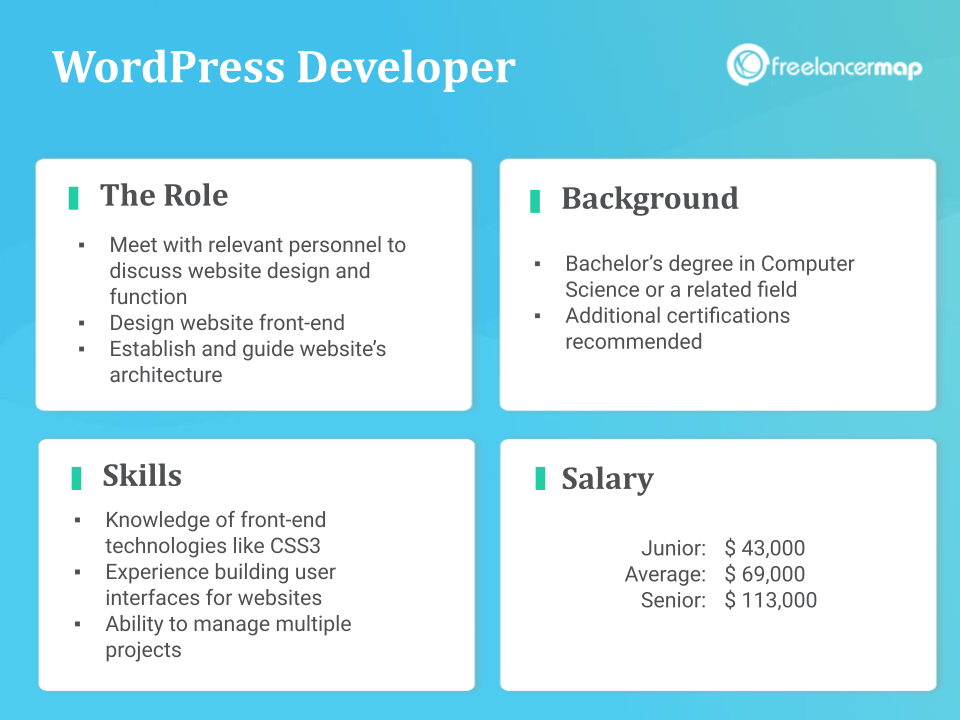 WordPress Developer
freelancermap
The Role
▪ Meet with relevant personnel to
discuss website design and
function
▪ Design website front-end
▪ Establish and guide website’s
architecture
Background
▪ Bachelor’s degree in Computer
Science or a related field
▪ Additional certifications
recommended
Skills
▪ Knowledge of front-end
technologies like CSS3
▪ Experience building user
interfaces for websites
▪ Ability to manage multiple
projects
Salary
Junior: $ 43,000
Average: $ 69,000
Senior: $ 113,000